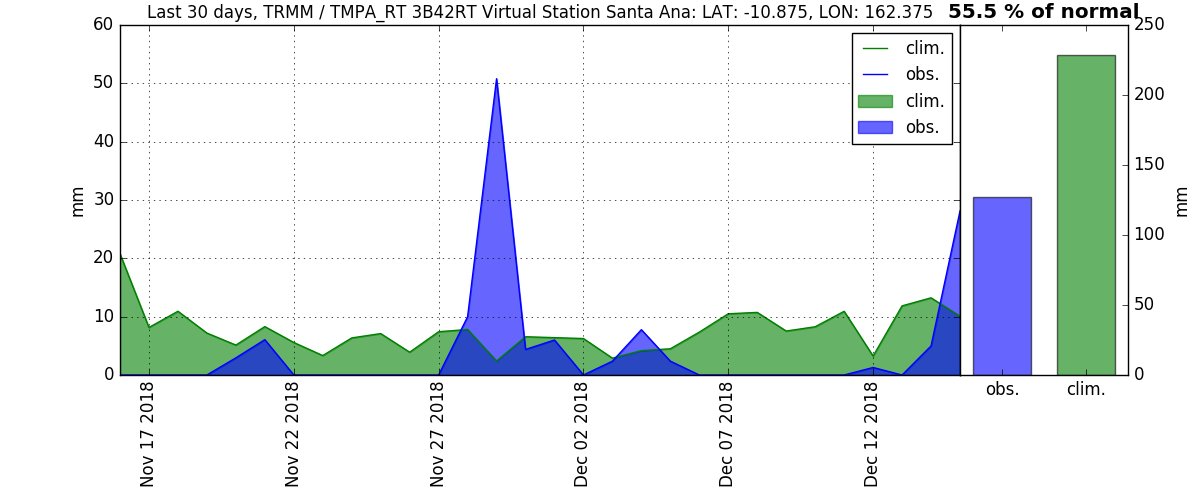 Last 30 days, TRMM / TMPA_RT 3B42RT Virtual Station Santa Ana: LAT: -10.875, LON: 162.375
55.5 % of normal
60
50
40
30
20
10
0
mm
clim.
obs.
clim.
obs.
250
200
150
100
50
0
mm
obs.
clim.
Nov 17 2018
Nov 22 2018
Nov 27 2018
Dec 02 2018
Dec 07 2018
Dec 12 2018